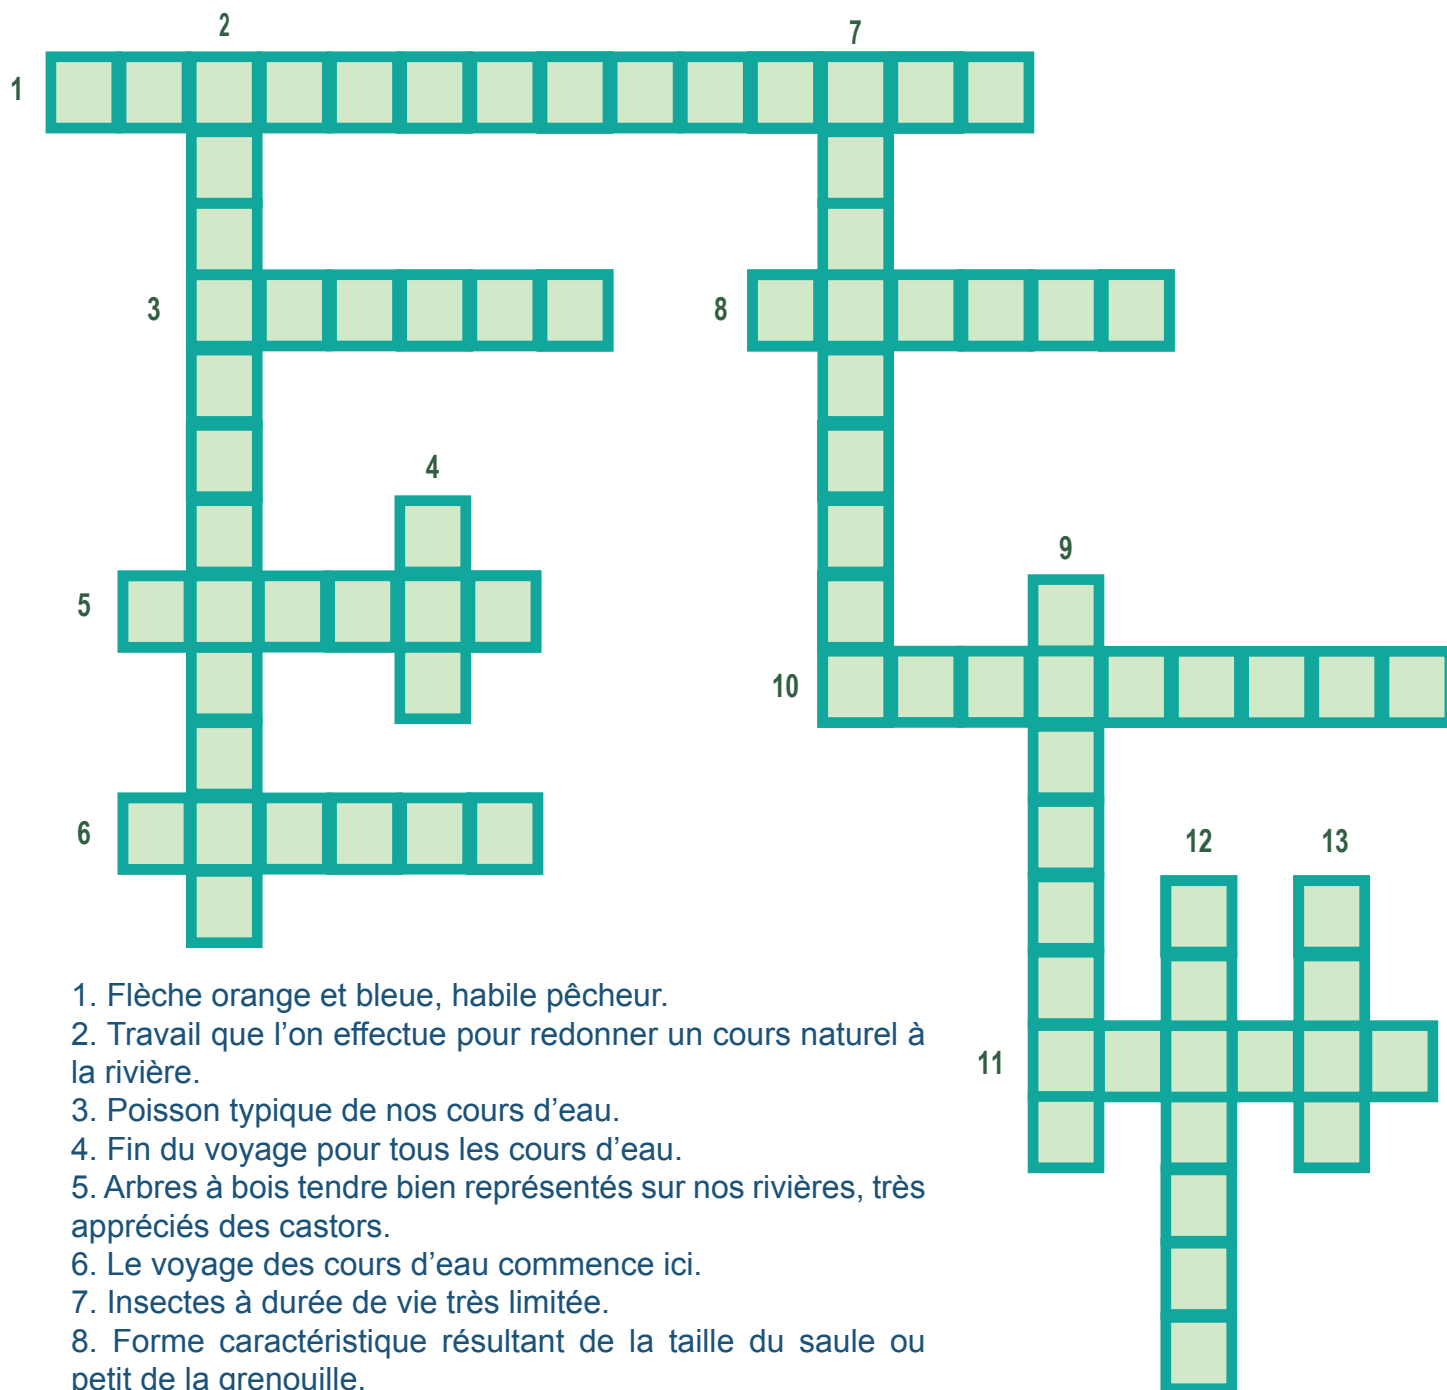 2
7
1
3
8
4
9
5
10
6
12
13
11
1. Flèche orange et bleue, habile pêcheur.
2. Travail que l’on effectue pour redonner un cours naturel à
la rivière.
3. Poisson typique de nos cours d’eau.
4. Fin du voyage pour tous les cours d’eau.
5. Arbres à bois tendre bien représentés sur nos rivières, très
appréciés des castors.
6. Le voyage des cours d’eau commence ici.
7. Insectes à durée de vie très limitée.
8. Forme caractéristique résultant de la taille du saule ou
petit de la grenouille.